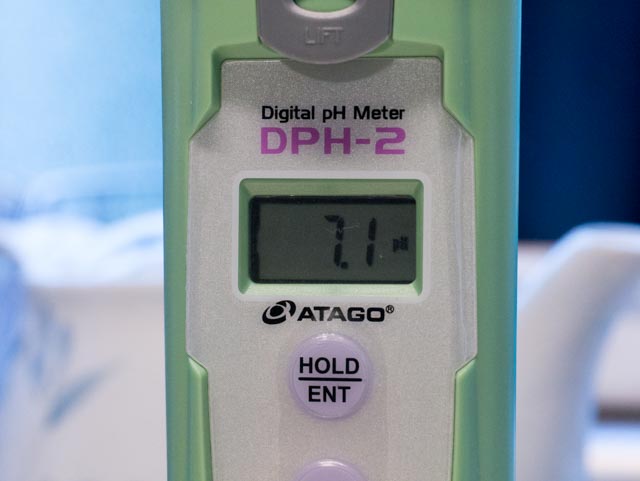 LIFT
Digital pH Meter
DPH-2
7.1 pH
ATAGO®
HOLD
ENT